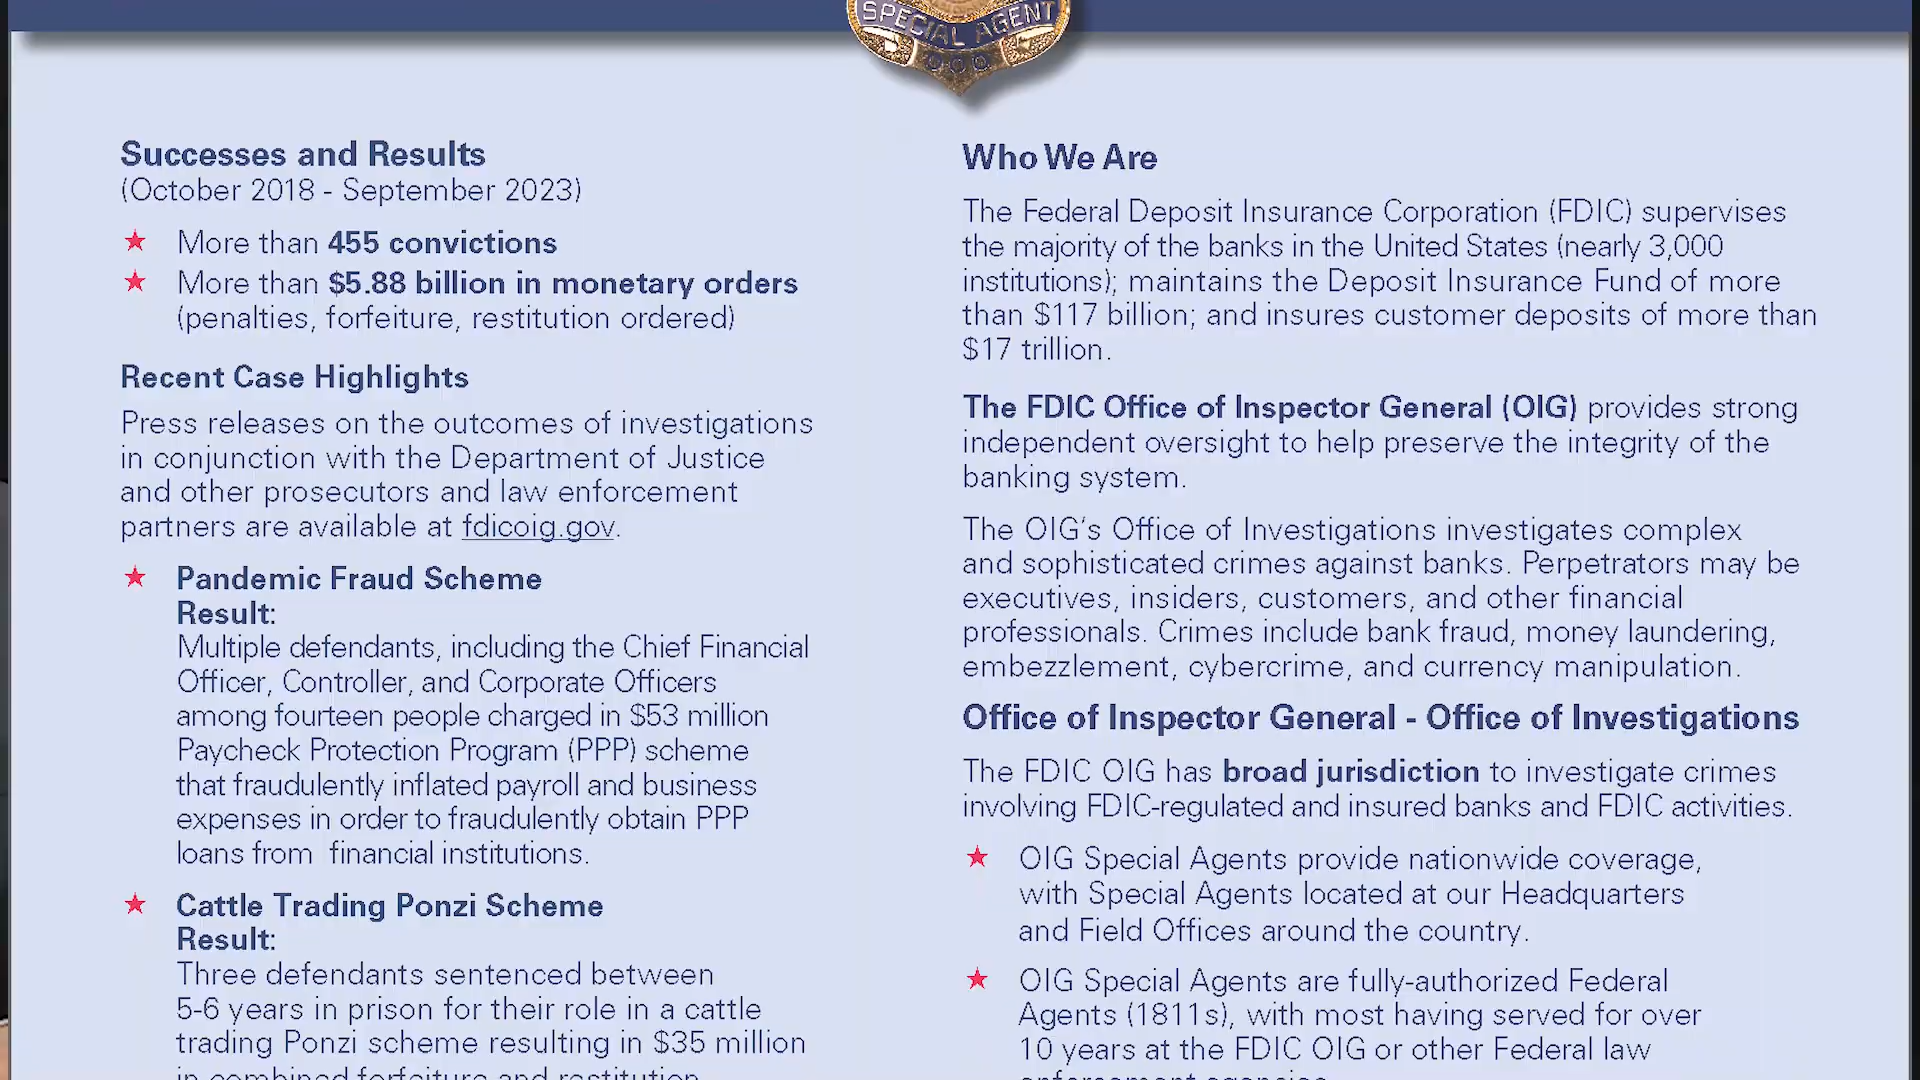 SPECIAL AGENT
000
Successes and Results
(October 2018 - September 2023)
More than 455 convictions
More than $5.88 billion in monetary orders
(penalties, forfeiture, restitution ordered)
Recent Case Highlights
Press releases on the outcomes of investigations
in conjunction with the Department of Justice
and other prosecutors and law enforcement
partners are available at fdicoig.gov.
Pandemic Fraud Scheme
Result:
Multiple defendants, including the Chief Financial
Officer, Controller, and Corporate Officers
among fourteen people charged in $53 million
Paycheck Protection Program (PPP) scheme
that fraudulently inflated payroll and business
expenses in order to fraudulently obtain PPP
loans from financial institutions.
Cattle Trading Ponzi Scheme
Result:
Three defendants sentenced between
5-6 years in prison for their role in a cattle
trading Ponzi scheme resulting in $35 million
in combined forfeiture and restitution
Who We Are
The Federal Deposit Insurance Corporation (FDIC) supervises
the majority of the banks in the United States (nearly 3,000
institutions); maintains the Deposit Insurance Fund of more
than $117 billion; and insures customer deposits of more than
$17 trillion.
The FDIC Office of Inspector General (OIG) provides strong
independent oversight to help preserve the integrity of the
banking system.
The OIG's Office of Investigations investigates complex
and sophisticated crimes against banks. Perpetrators may be
executives, insiders, customers, and other financial
professionals. Crimes include bank fraud, money laundering,
embezzlement, cybercrime, and currency manipulation.
Office of Inspector General - Office of Investigations
The FDIC OIG has broad jurisdiction to investigate crimes
involving FDIC-regulated and insured banks and FDIC activities.
OIG Special Agents provide nationwide coverage,
with Special Agents located at our Headquarters
and Field Offices around the country.
OIG Special Agents are fully-authorized Federal
Agents (1811s), with most having served for over
10 years at the FDIC OIG or other Federal law
enforcement agencies.